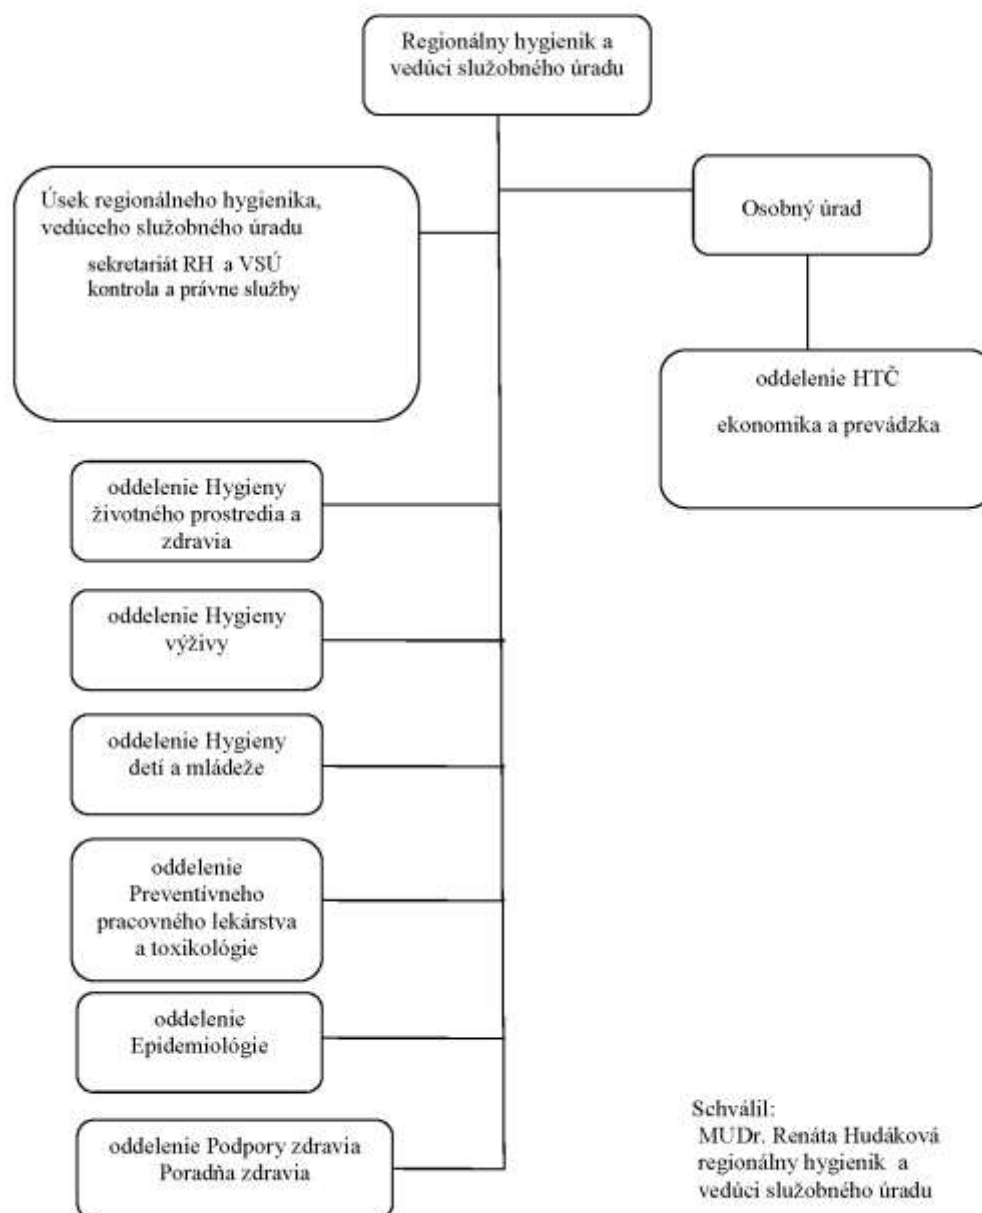 Regionálny hygienik a
vedúci služobného úradu
Úsek regionálneho hygienika,
vedúceho služobného úradu
sekretariát RH a VSÚ
kontrola a právne služby
Osobný úrad
oddelenie HTČ
ekonomika a prevádzka
oddelenie Hygieny
životného prostredia a
zdravia
oddelenie Hygieny
výživy
oddelenie Hygieny
detí a mládeže
oddelenie
Preventívneho
pracovného lekárstva
a toxikológie
oddelenie
Epidemiológie
oddelenie Podpory zdravia
Poradňa zdravia
Schválil:
MUDr. Renáta Hudáková
regionálny hygienik a
vedúci služobného úradu